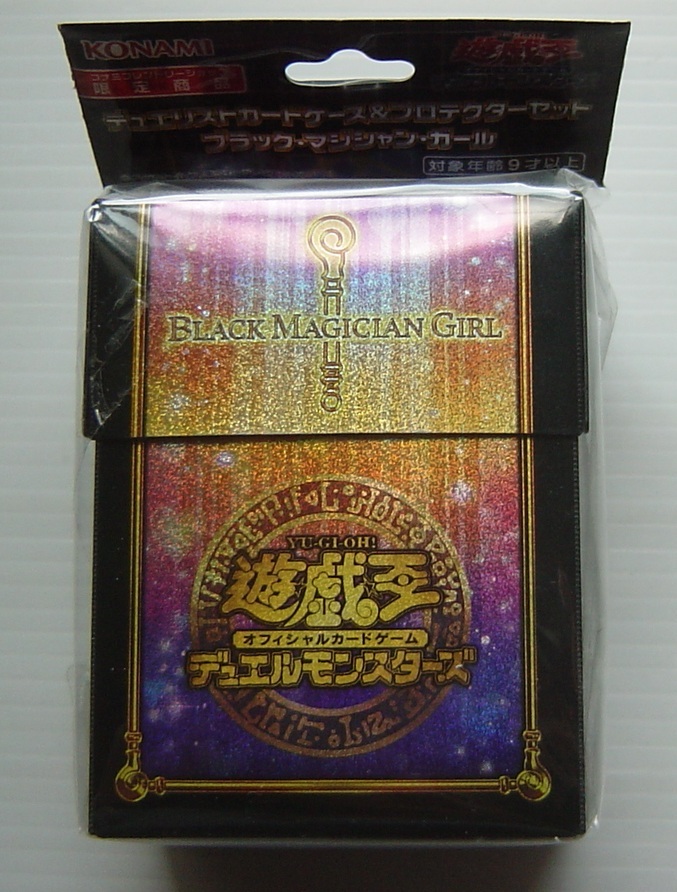 KONAMI
遊戯王
限定商品
デュエリストカードケース&プロテクターセット
ブラック・マジシャン・ガール
対象年齢9才以上
BLACK MAGICIAN GIRL
YU-GI-OH!
遊戯王
オフィシャルカードゲーム
デュエルモンスターズ